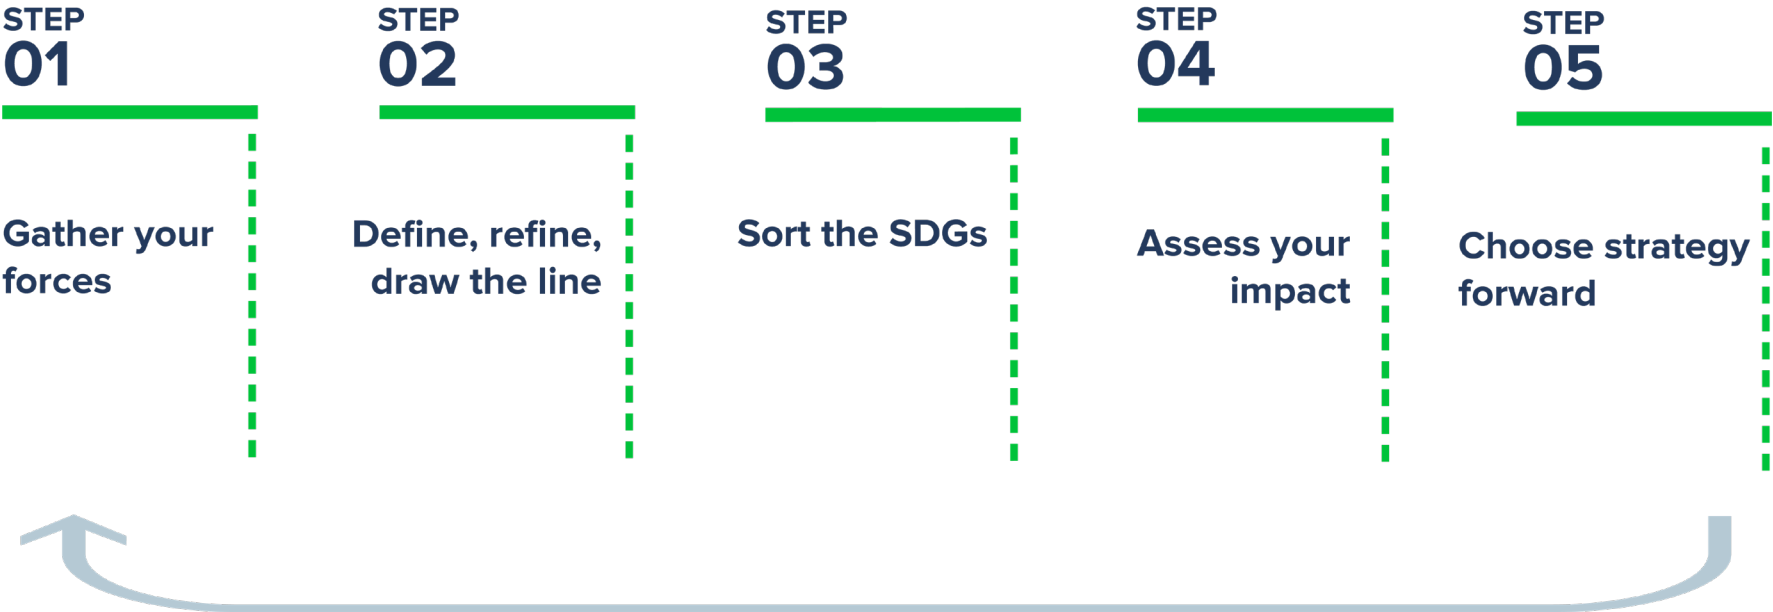 STEP
01
Gather your
forces
STEP
02
Define, refine,
draw the line
STEP
03
Sort the SDGs
STEP
04
Assess your
impact
STEP
05
Choose strategy
forward